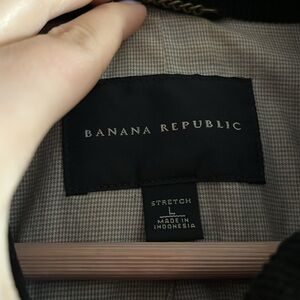 BANANA REPUBLIC
STRETCH
L
MADE IN
INDONESIA